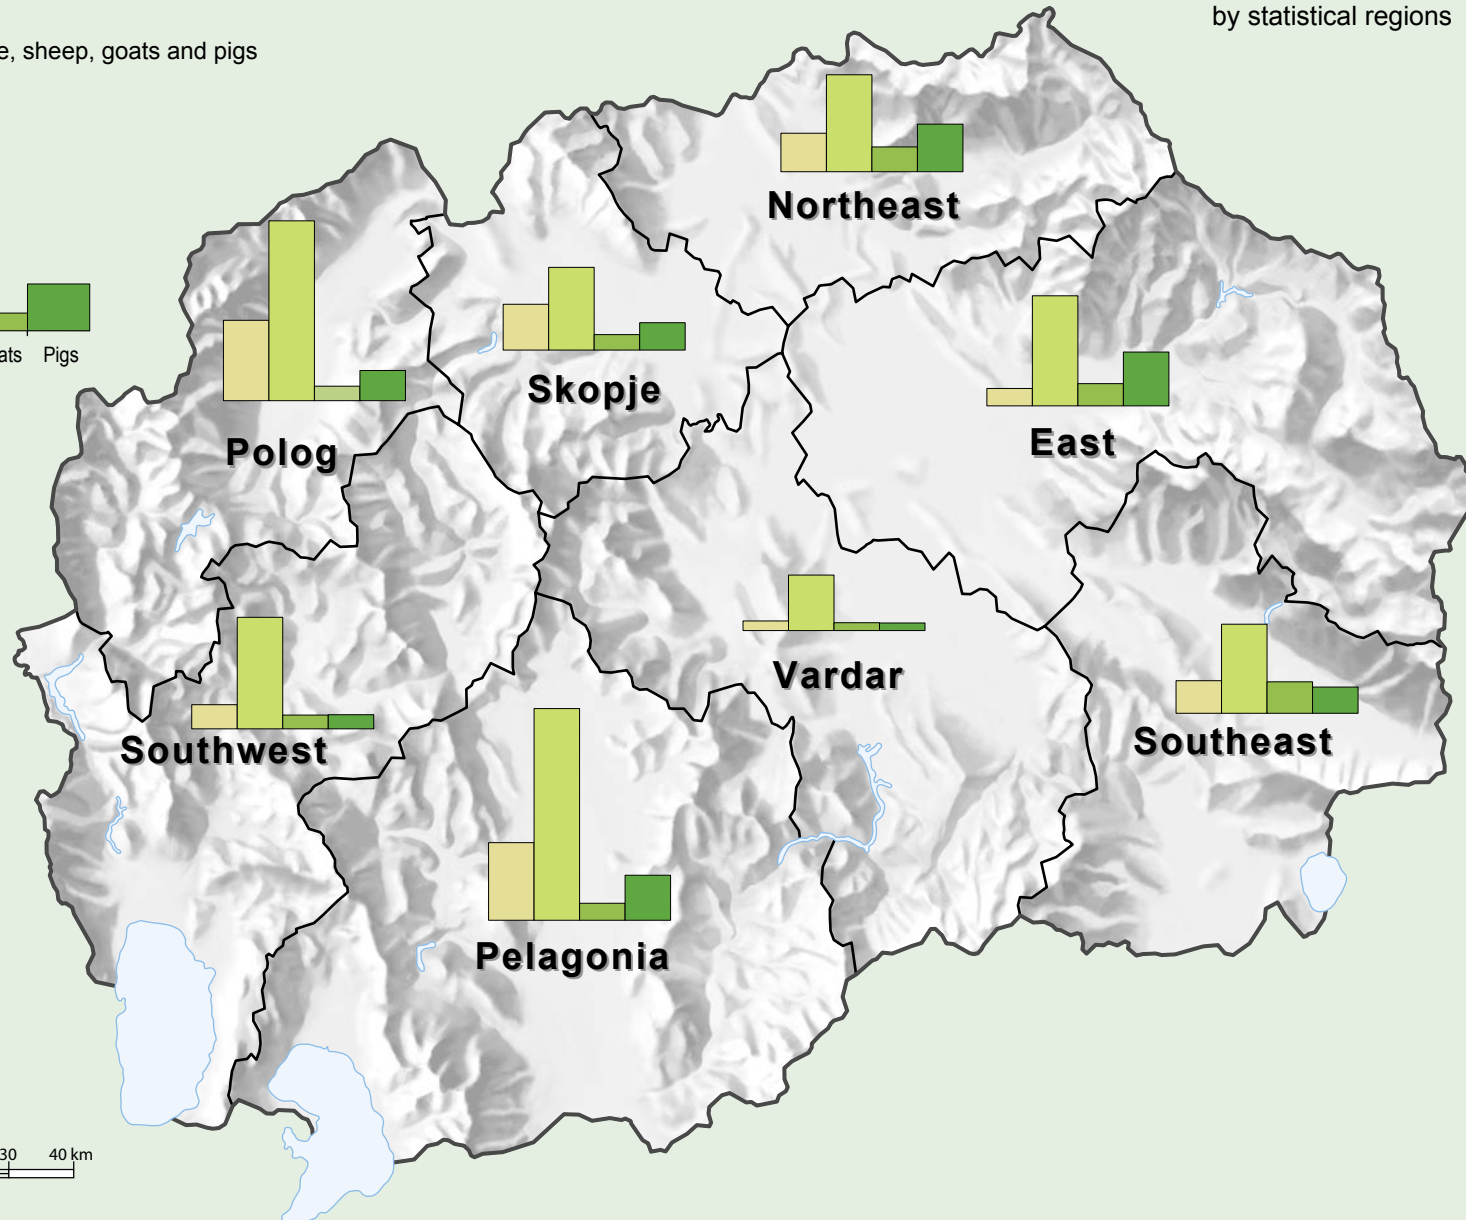 by statistical regions
sheep, goats and pigs
Northeast
Pigs
Skopje
East
Polog
Vardar
Southeast
Southwest
Pelagonia
30 40 km